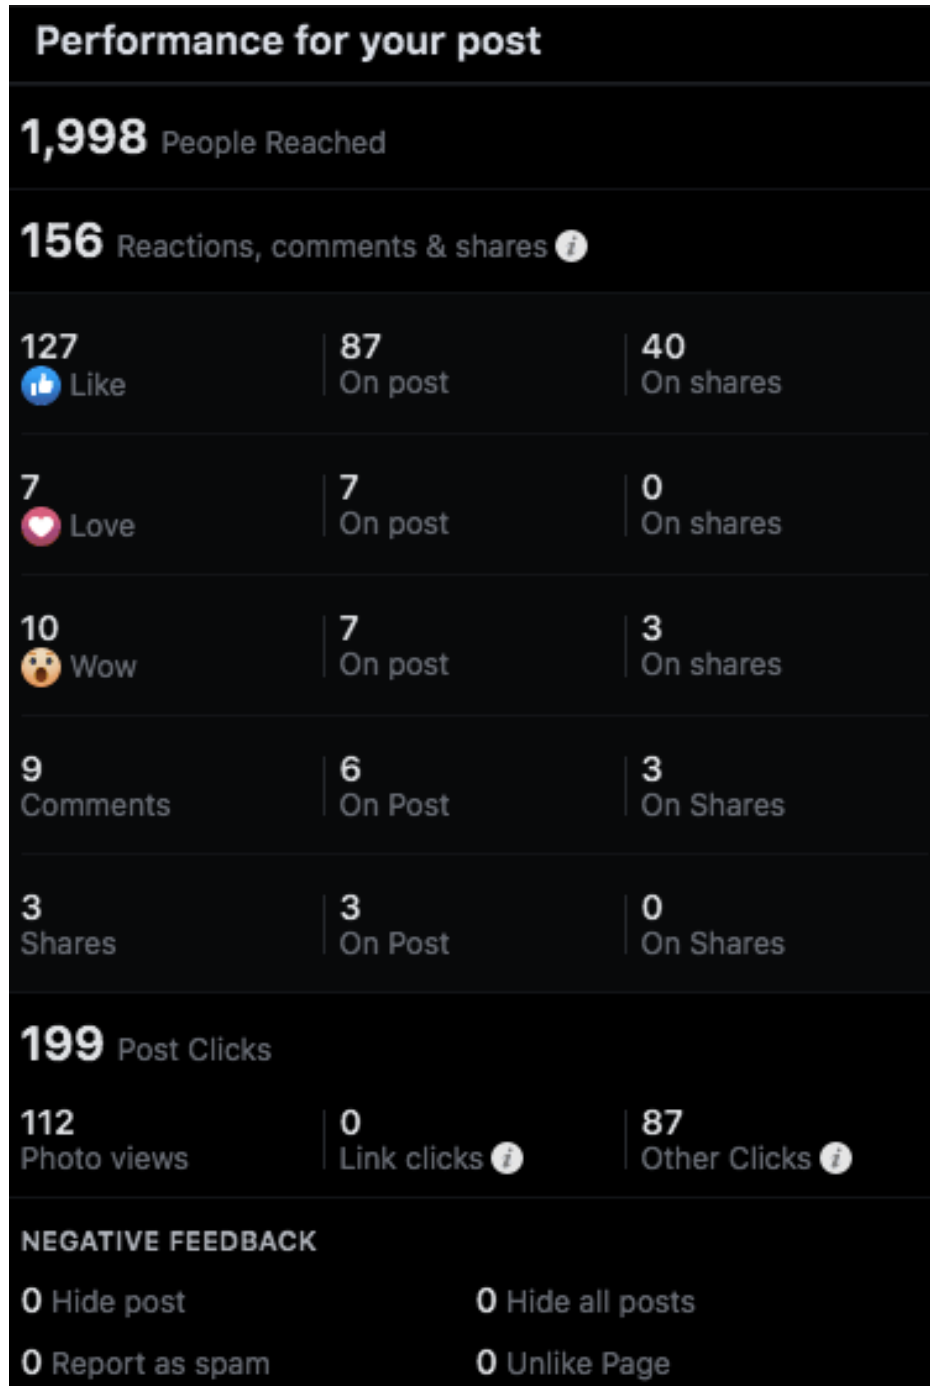 Performance for your post
1,998 People Reached
156 Reactions, comments & shares
127 87 40
Like On post On shares
7 7 0
Love On post On shares
10 7 3
Wow On post On shares
9 6 3
Comments On Post On Shares
3 3 0
Shares On Post On Shares
199 Post Clicks
112 0 87
Photo views Link clicks Other Clicks
NEGATIVE FEEDBACK
0 Hide post 0 Hide all posts
0 Report as spam 0 Unlike Page